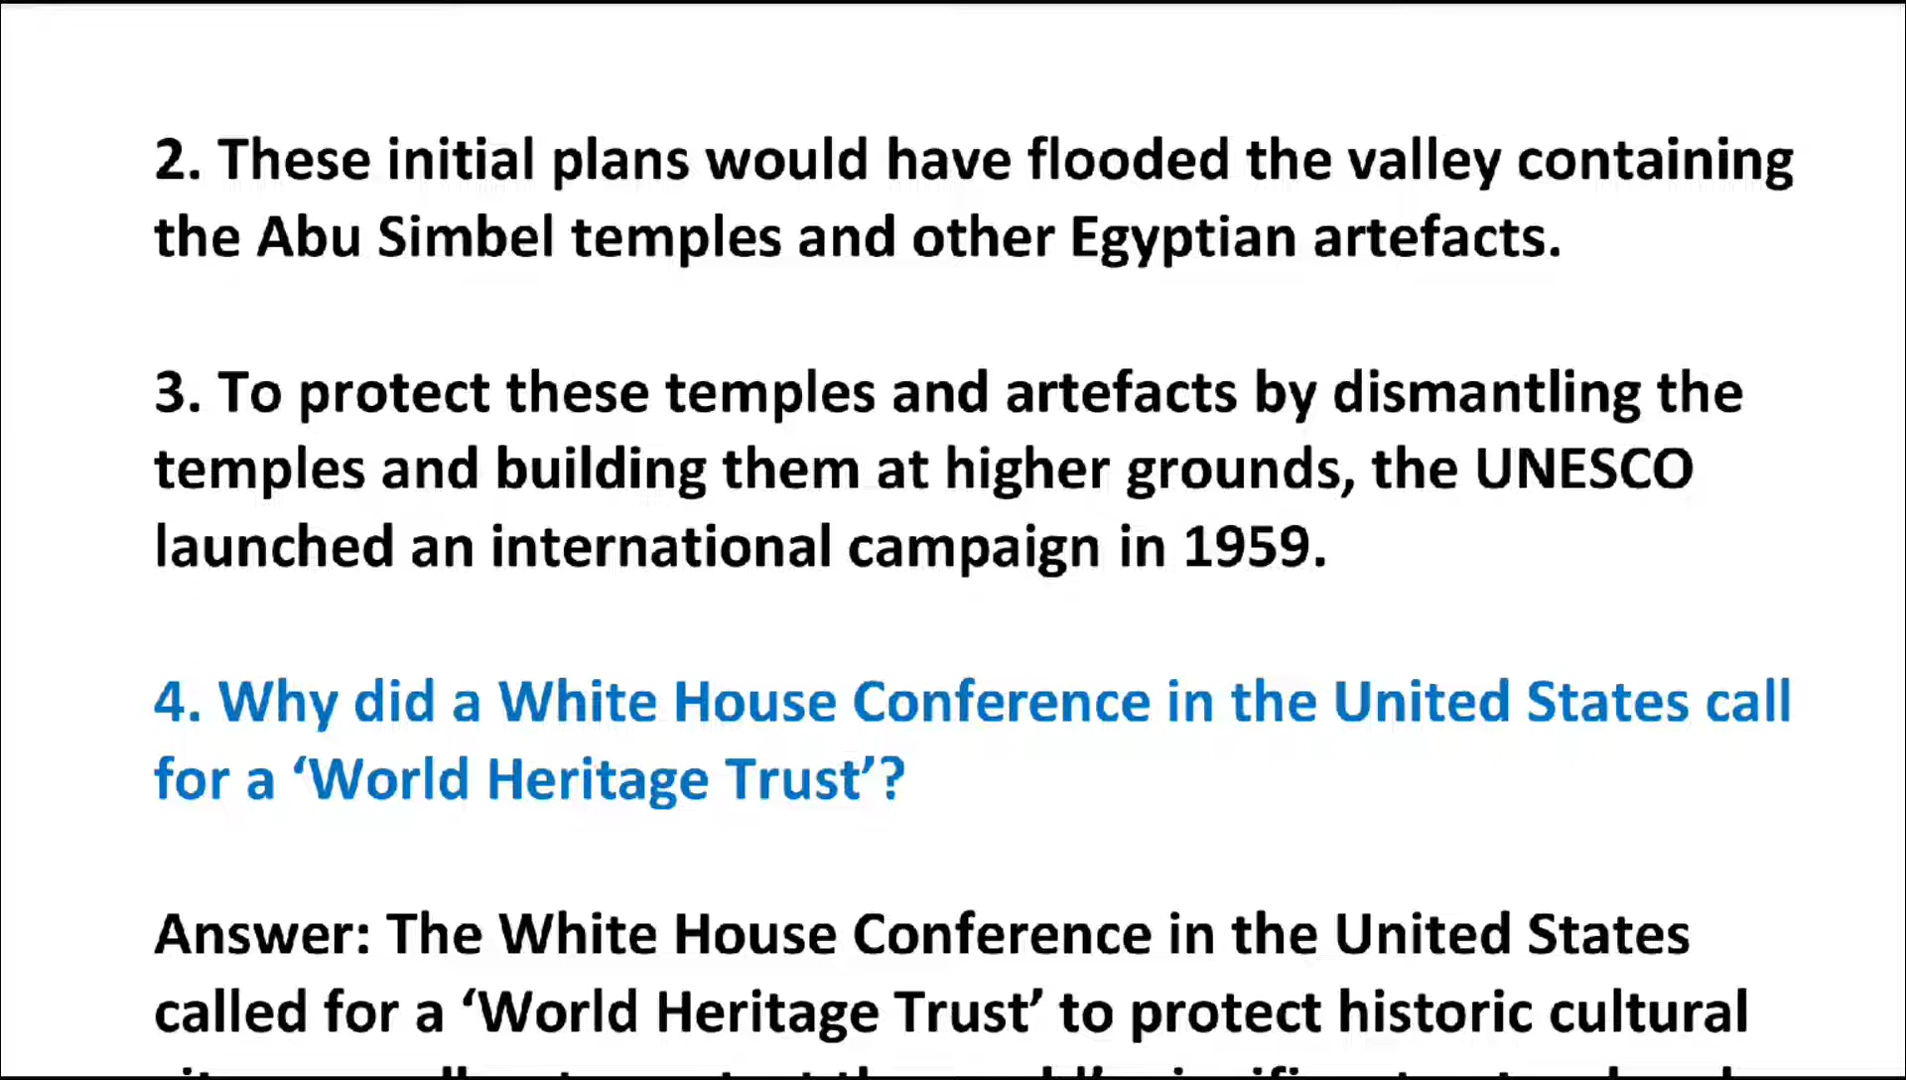 2. These initial plans would have flooded the valley containing
the Abu Simbel temples and other Egyptian artefacts.
3. To protect these temples and artefacts by dismantling the
temples and building them at higher grounds, the UNESCO
launched an international campaign in 1959.
4. Why did a White House Conference in the United States call
for a ‘World Heritage Trust’?
Answer: The White House Conference in the United States
called for a ‘World Heritage Trust’ to protect historic cultural